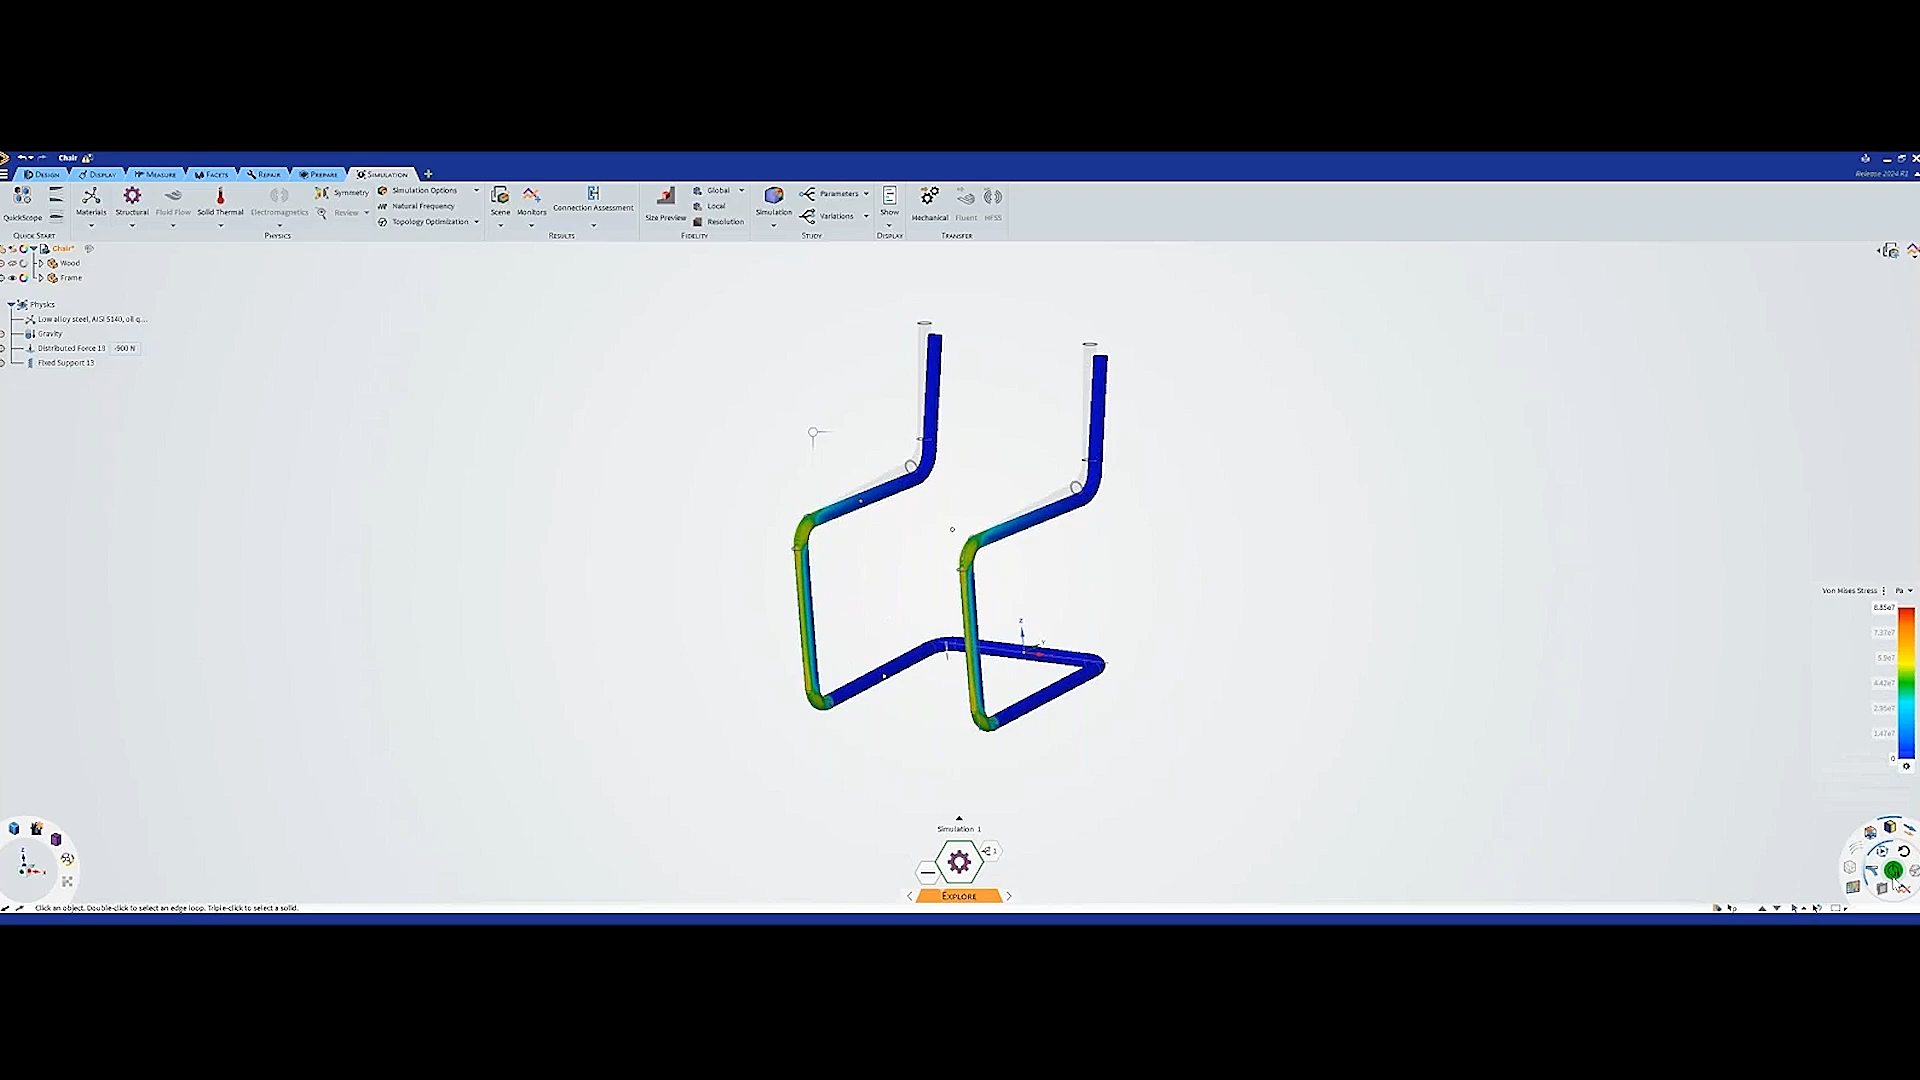 Chair
Release 2024 R1
Design Display Measure Facets Repair Prepare Simulation
Symmetry Simulation Options Global Parameters
QuickScope Materials Structural Fluid Flow Solid Thermal Electromagnetics Review Natural Frequency Scene Monitors Connection Assessment Size Preview Local Simulation Variations Show Mechanical Fluent HFSS
Topology Optimization Resolution
Quick Start Physics Results Fidelity Study Display Transfer
Chair*
Wood
Frame
Physics
Low alloy steel, AISI 5140, oil q...
Gravity
Distributed Force 13 -900 N
Fixed Support 13
Z
Y
Von Mises Stress Pa
8.85e7
7.37e7
5.9e7
4.42e7
2.95e7
1.47e7
0
Simulation 1
1
Explore
Click an object. Double-click to select an edge loop. Triple-click to select a solid.